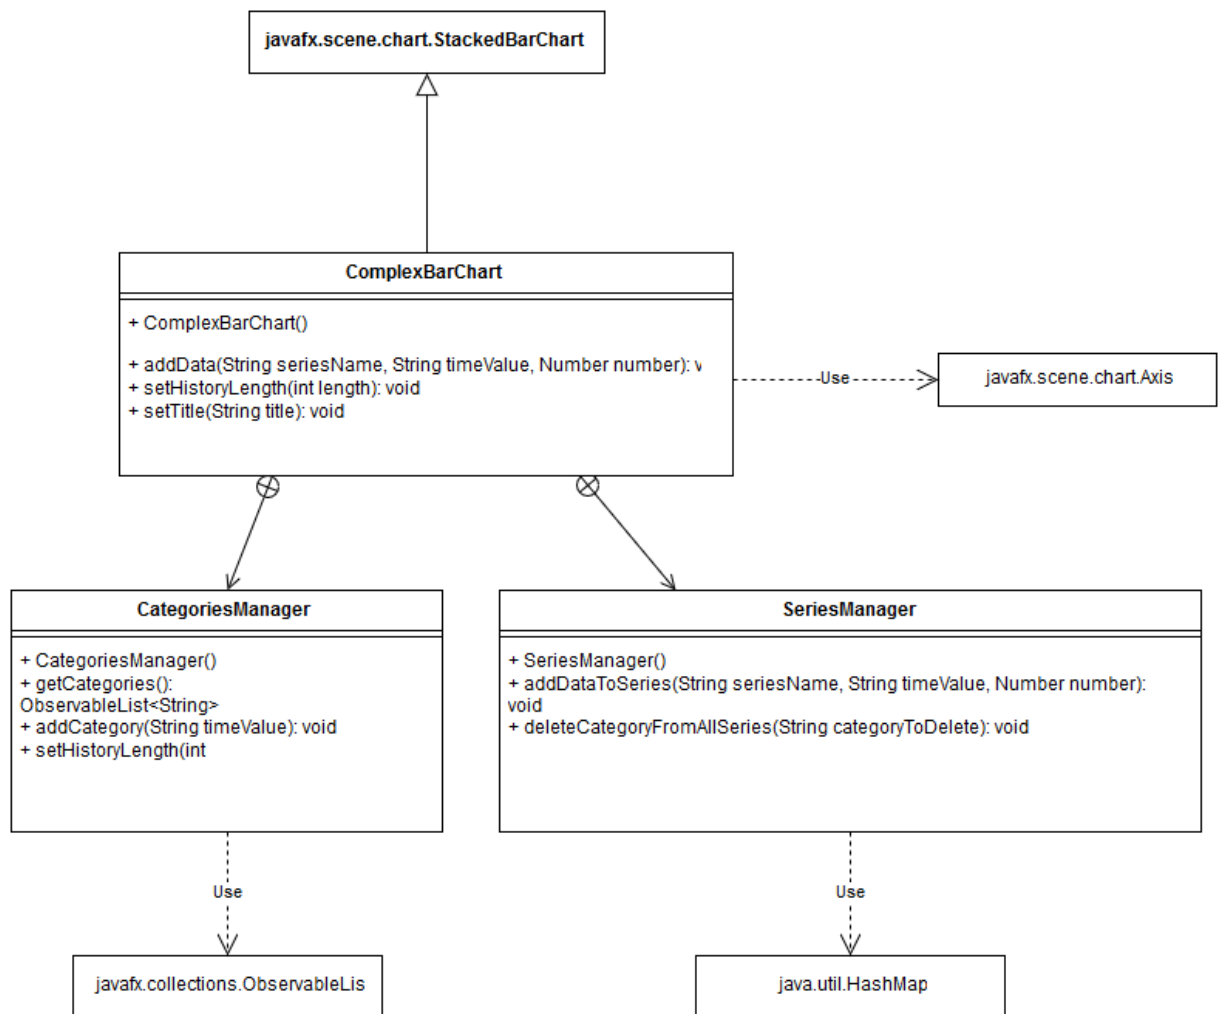 javafx.scene.chart.StackedBarChart
ComplexBarChart
+ ComplexBarChart()
+ addData(String seriesName, String timeValue, Number number): v
+ setHistoryLength(int length): void
+ setTitle(String title): void
Use
javafx.scene.chart.Axis
CategoriesManager
+ CategoriesManager()
+ getCategories():
ObservableList<String>
+ addCategory(String timeValue): void
+ setHistoryLength(int
SeriesManager
+ SeriesManager()
+ addDataToSeries(String seriesName, String timeValue, Number number):
void
+ deleteCategoryFromAllSeries(String categoryToDelete): void
Use
Use
javafx.collections.ObservableLis
java.util.HashMap